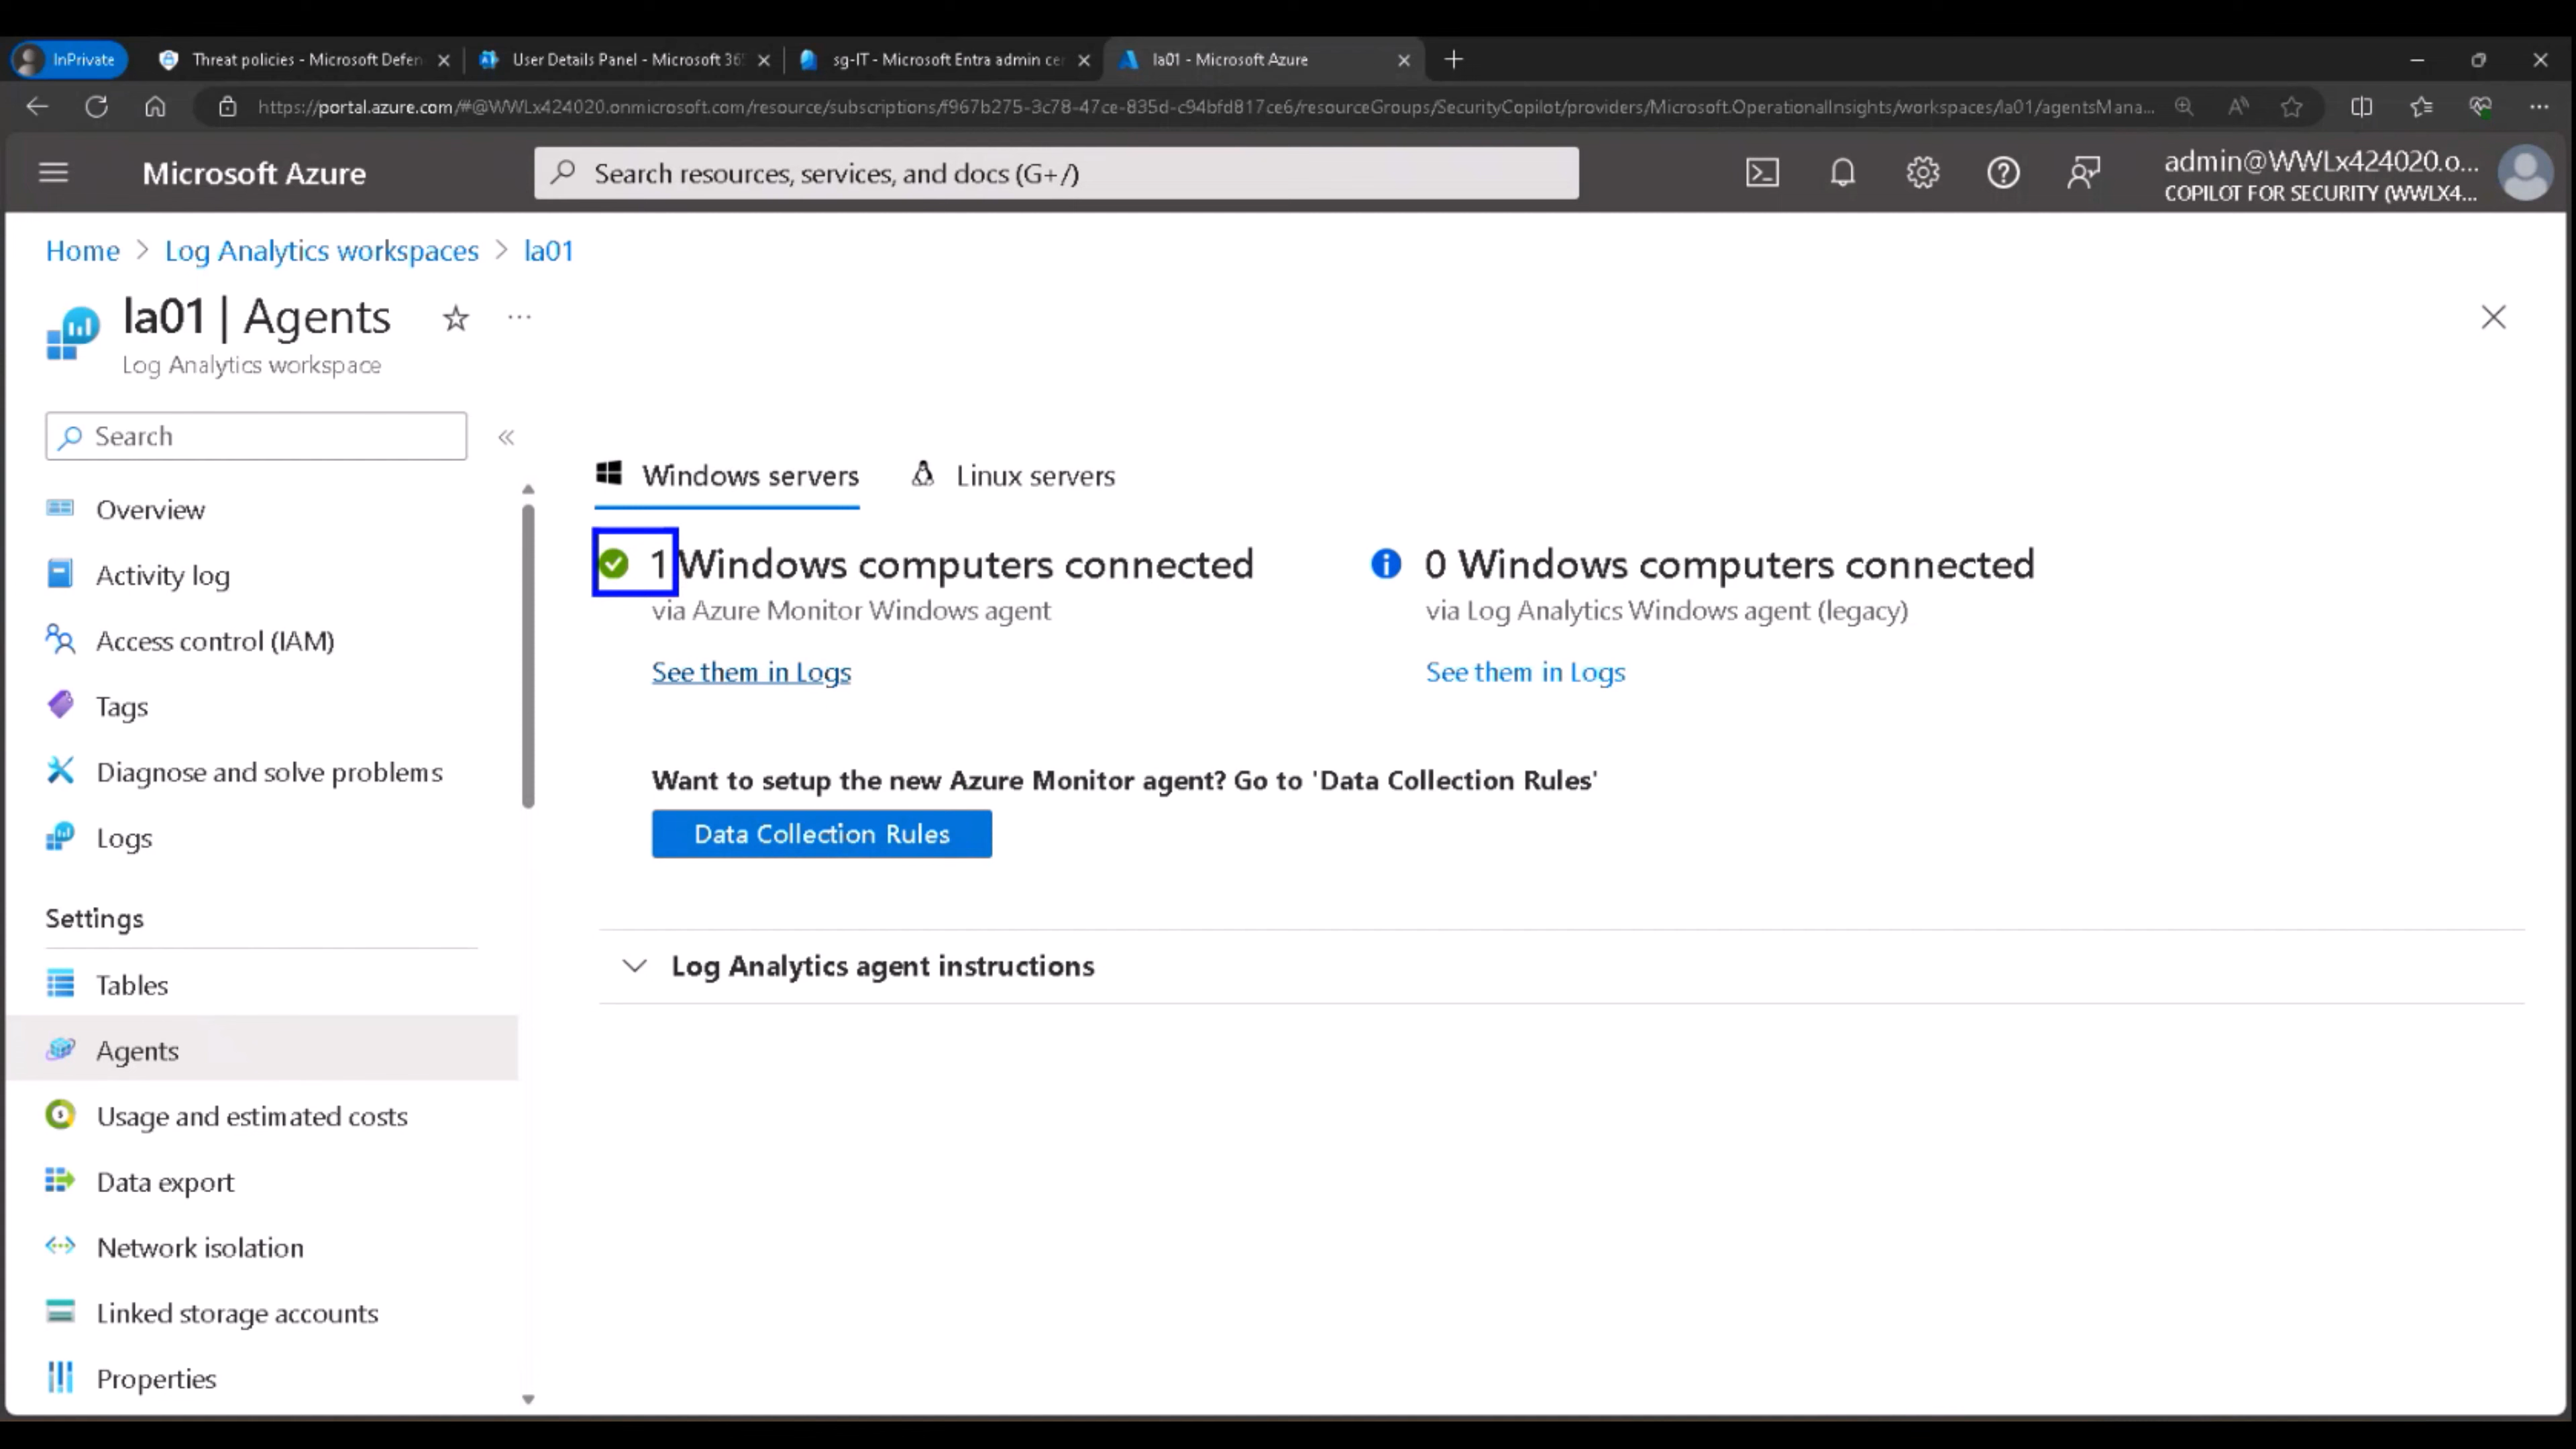 InPrivate
Threat policies - Microsoft Defen
User Details Panel - Microsoft 36
sg-IT - Microsoft Entra admin cer
la01 - Microsoft Azure
https://portal.azure.com/#@WWLx424020.onmicrosoft.com/resource/subscriptions/f967b275-3c78-47ce-835d-c94bfd817ce6/resourceGroups/SecurityCopilot/providers/Microsoft.OperationalInsights/workspaces/la01/agentsMana...
Microsoft Azure
Search resources, services, and docs (G+/)
admin@WWLx424020.o...
COPILOT FOR SECURITY (WWLX4...
Home > Log Analytics workspaces > la01
la01 | Agents
Log Analytics workspace
Search
Overview
Activity log
Access control (IAM)
Tags
Diagnose and solve problems
Logs
Settings
Tables
Agents
Usage and estimated costs
Data export
Network isolation
Linked storage accounts
Properties
Windows servers
Linux servers
1 Windows computers connected
via Azure Monitor Windows agent
See them in Logs
0 Windows computers connected
via Log Analytics Windows agent (legacy)
See them in Logs
Want to setup the new Azure Monitor agent? Go to 'Data Collection Rules'
Data Collection Rules
Log Analytics agent instructions